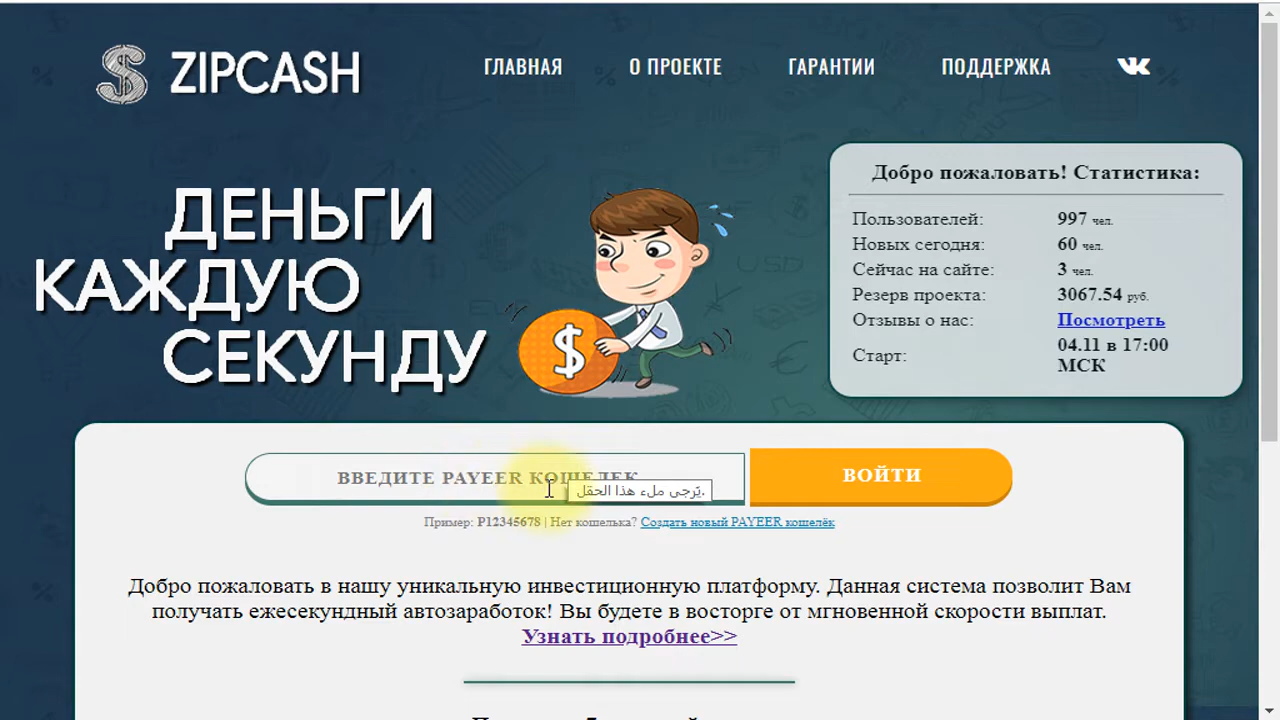 ZIPCASH
ГЛАВНАЯ
О ПРОЕКТЕ
ГАРАНТИИ
ПОДДЕРЖКА
ДЕНЬГИ
КАЖДУЮ
СЕКУНДУ
Добро пожаловать! Статистика:
Пользователей: 997 чел.
Новых сегодня: 60 чел.
Сейчас на сайте: 3 чел.
Резерв проекта: 3067.54 руб.
Отзывы о нас: Посмотреть
Старт: 04.11 в 17:00
МСК
ВВЕДИТЕ PAYEER КОШЕЛЕК
يُرجى ملء هذا الحقل.
ВОЙТИ
Пример: P12345678 | Нет кошелька? Создать новый PAYEER кошелёк
Добро пожаловать в нашу уникальную инвестиционную платформу. Данная система позволит Вам
получать ежесекундный автозаработок! Вы будете в восторге от мгновенной скорости выплат.
Узнать подробнее>>